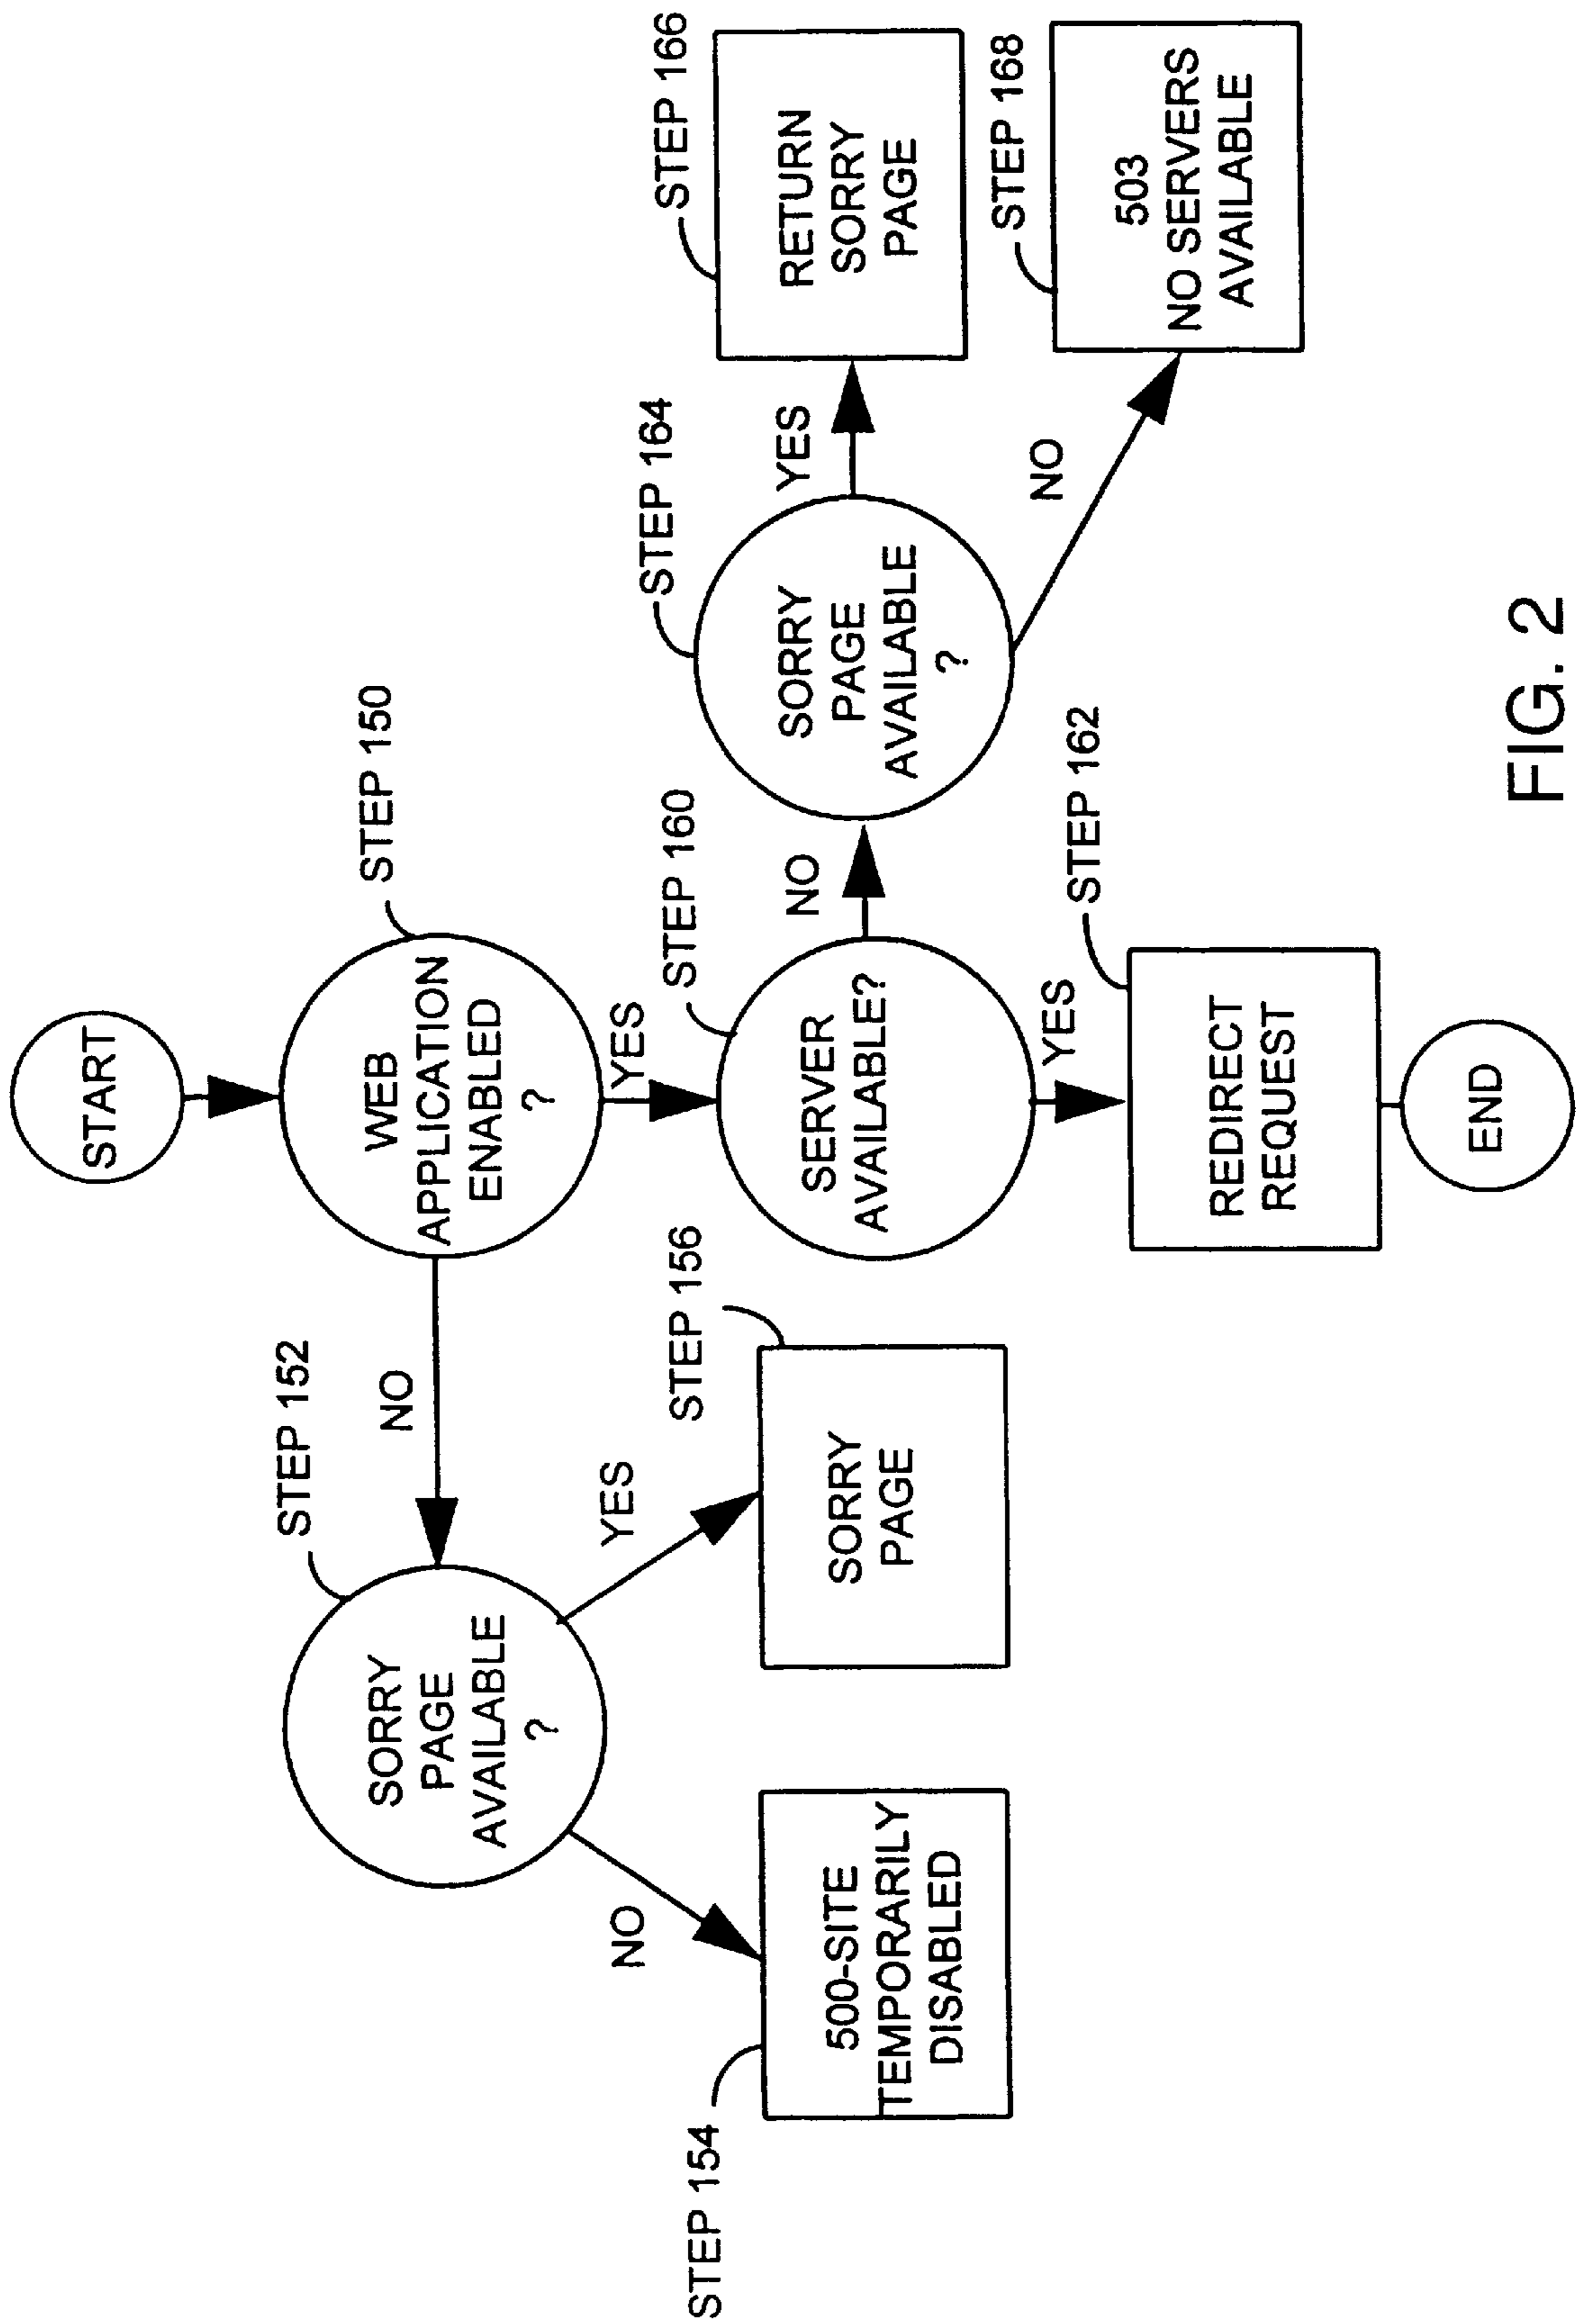 START
STEP 150
WEB
APPLICATION
ENABLED
?
NO
YES
STEP 152
SORRY
PAGE
AVAILABLE
?
NO
YES
STEP 154
500-SITE
TEMPORARILY
DISABLED
STEP 156
SORRY
PAGE
STEP 160
SERVER
AVAILABLE?
NO
YES
STEP 162
REDIRECT
REQUEST
END
STEP 164
SORRY
PAGE
AVAILABLE
?
YES
NO
STEP 166
RETURN
SORRY
PAGE
STEP 168
503
NO SERVERS
AVAILABLE
FIG. 2